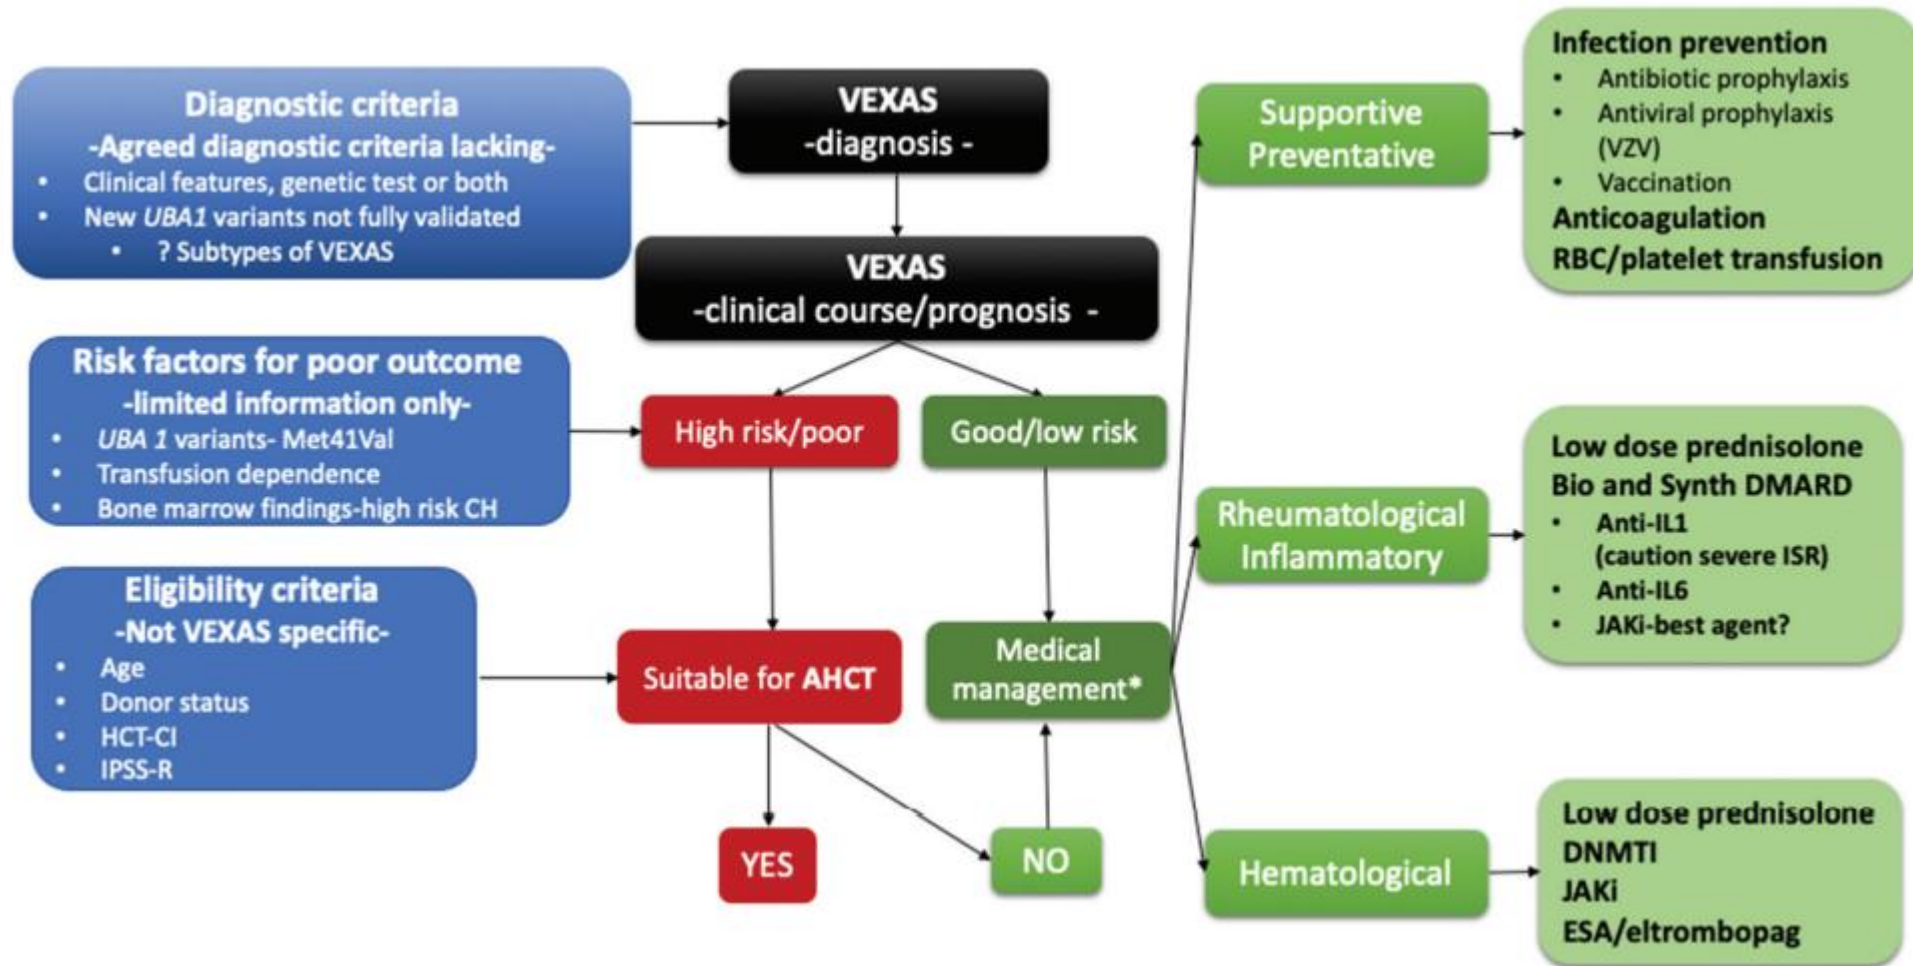 Diagnostic criteria
-Agreed diagnostic criteria lacking-
• Clinical features, genetic test or both
• New UBA1 variants not fully validated
• ? Subtypes of VEXAS
VEXAS
-diagnosis -
VEXAS
-clinical course/prognosis -
Risk factors for poor outcome
-limited information only-
• UBA 1 variants- Met41Val
• Transfusion dependence
• Bone marrow findings-high risk CH
High risk/poor
Good/low risk
Eligibility criteria
-Not VEXAS specific-
• Age
• Donor status
• HCT-CI
• IPSS-R
Suitable for AHCT
Medical
management*
YES
NO
Supportive
Preventative
Infection prevention
• Antibiotic prophylaxis
• Antiviral prophylaxis
(VZV)
• Vaccination
Anticoagulation
RBC/platelet transfusion
Rheumatological
Inflammatory
Low dose prednisolone
Bio and Synth DMARD
• Anti-IL1
(caution severe ISR)
• Anti-IL6
• JAKi-best agent?
Hematological
Low dose prednisolone
DNMTI
JAKi
ESA/eltrombopag